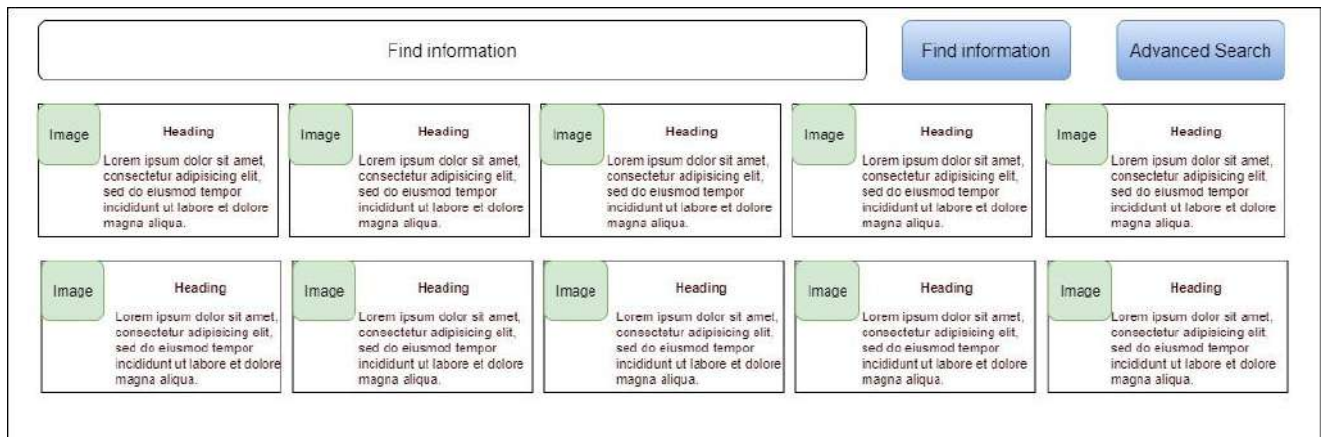 Find information
Find information
Advanced Search
Image
Heading
Lorem ipsum dolor sit amet,
consectetur adipisicing elit,
sed do eiusmod tempor
incididunt ut labore et dolore
magna aliqua.
Image
Heading
Lorem ipsum dolor sit amet,
consectetur adipisicing elit,
sed do eiusmod tempor
incididunt ut labore et dolore
magna aliqua.
Image
Heading
Lorem ipsum dolor sit amet,
consectetur adipisicing elit,
sed do eiusmod tempor
incididunt ut labore et dolore
magna aliqua.
Image
Heading
Lorem ipsum dolor sit amet,
consectetur adipisicing elit,
sed do eiusmod tempor
incididunt ut labore et dolore
magna aliqua.
Image
Heading
Lorem ipsum dolor sit amet,
consectetur adipisicing elit,
sed do eiusmod tempor
incididunt ut labore et dolore
magna aliqua.
Image
Heading
Lorem ipsum dolor sit amet,
consectetur adipisicing elit,
sed do eiusmod tempor
incididunt ut labore et dolore
magna aliqua.
Image
Heading
Lorem ipsum dolor sit amet,
consectetur adipisicing elit,
sed do eiusmod tempor
incididunt ut labore et dolore
magna aliqua.
Image
Heading
Lorem ipsum dolor sit amet,
consectetur adipisicing elit,
sed do eiusmod tempor
incididunt ut labore et dolore
magna aliqua.
Image
Heading
Lorem ipsum dolor sit amet,
consectetur adipisicing elit,
sed do eiusmod tempor
incididunt ut labore et dolore
magna aliqua.
Image
Heading
Lorem ipsum dolor sit amet,
consectetur adipisicing elit,
sed do eiusmod tempor
incididunt ut labore et dolore
magna aliqua.